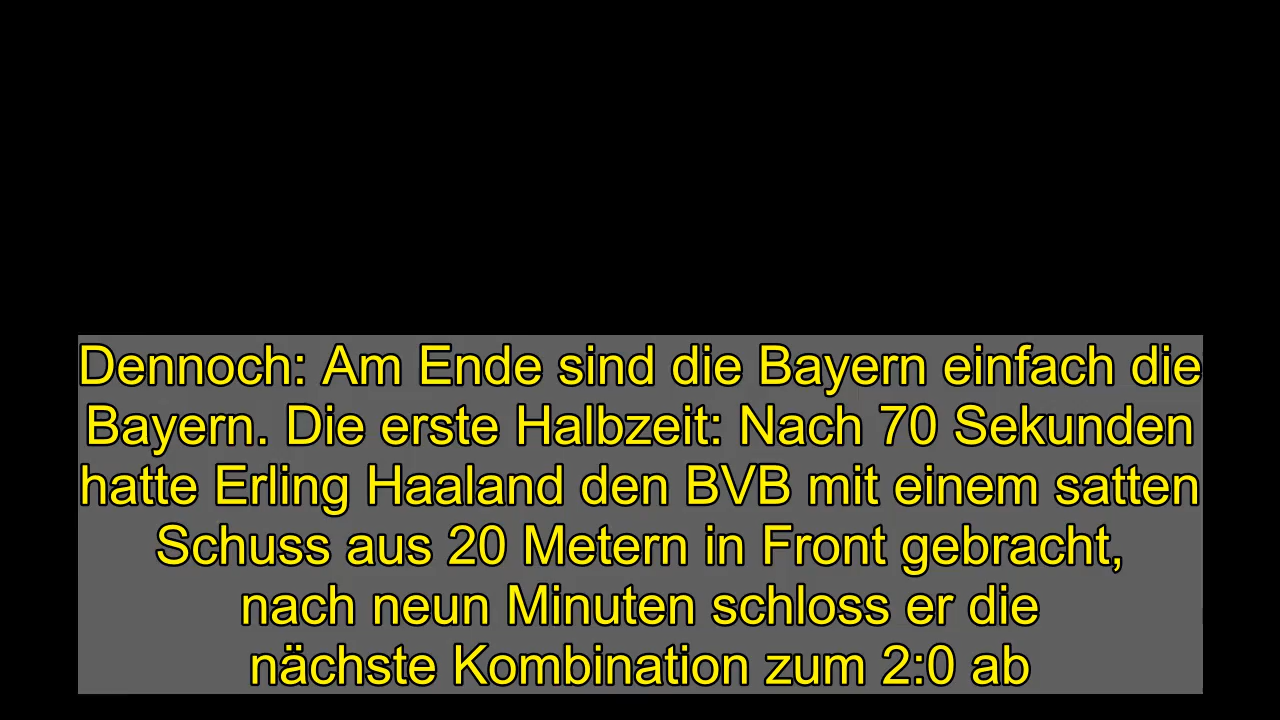 Dennoch: Am Ende sind die Bayern einfach die
Bayern. Die erste Halbzeit: Nach 70 Sekunden
hatte Erling Haaland den BVB mit einem satten
Schuss aus 20 Metern in Front gebracht,
nach neun Minuten schloss er die
nächste Kombination zum 2:0 ab